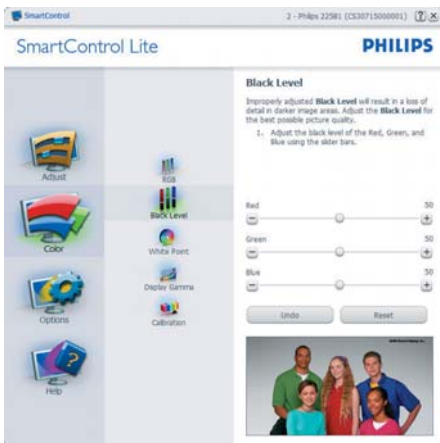 SmartControl
2 - Philips 225B1 (CS30715000001)
SmartControl Lite
PHILIPS
Adjust
Color
Options
Help
RGB
Black Level
White Point
Display Gamma
Calibration
Black Level
Improperly adjusted Black Level will result in a loss of
detail in darker image areas. Adjust the Black Level for
the best possible picture quality.
1. Adjust the black level of the Red, Green, and
Blue using the slider bars.
Red 50
Green 50
Blue 50
Undo Reset